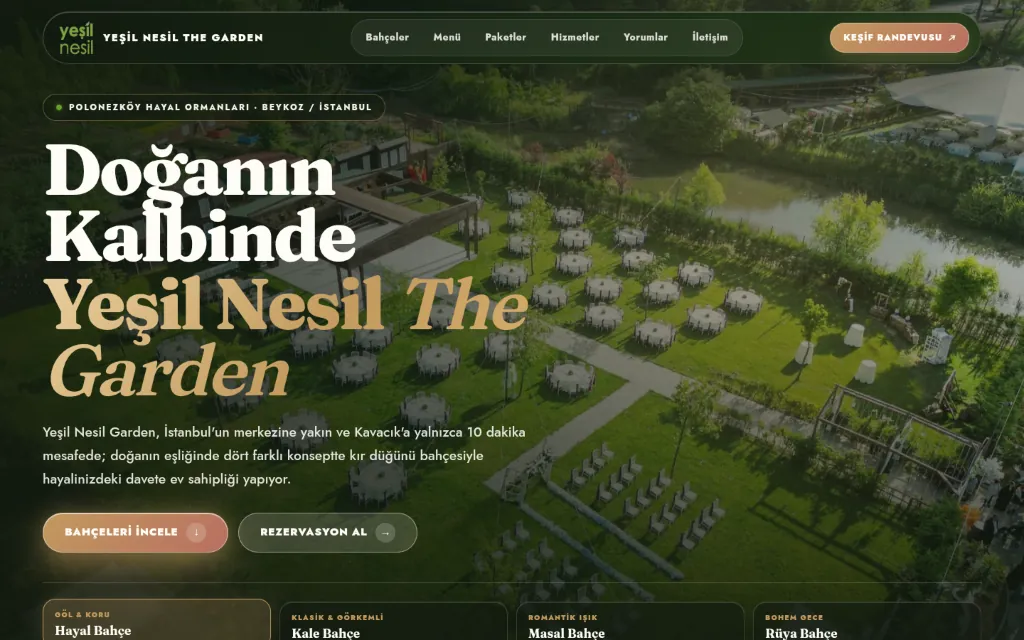 yeşil
nesil
YEŞİL NESİL THE GARDEN
Bahçeler
Menü
Paketler
Hizmetler
Yorumlar
İletişim
KEŞİF RANDEVUSU ↗
POLONEZKÖY HAYAL ORMANLARI · BEYKOZ / İSTANBUL
Doğanın
Kalbinde
Yeşil Nesil The
Garden
Yeşil Nesil Garden, İstanbul'un merkezine yakın ve Kavacık'a yalnızca 10 dakika
mesafede; doğanın eşliğinde dört farklı konseptte kır düğünü bahçesiyle
hayalinizdeki davete ev sahipliği yapıyor.
BAHÇELERİ İNCELE ↓
REZERVASYON AL →
GÖL & KORU
Hayal Bahçe
KLASİK & GÖRKEMLİ
Kale Bahçe
ROMANTİK IŞIK
Masal Bahçe
BOHEM GECE
Rüya Bahçe